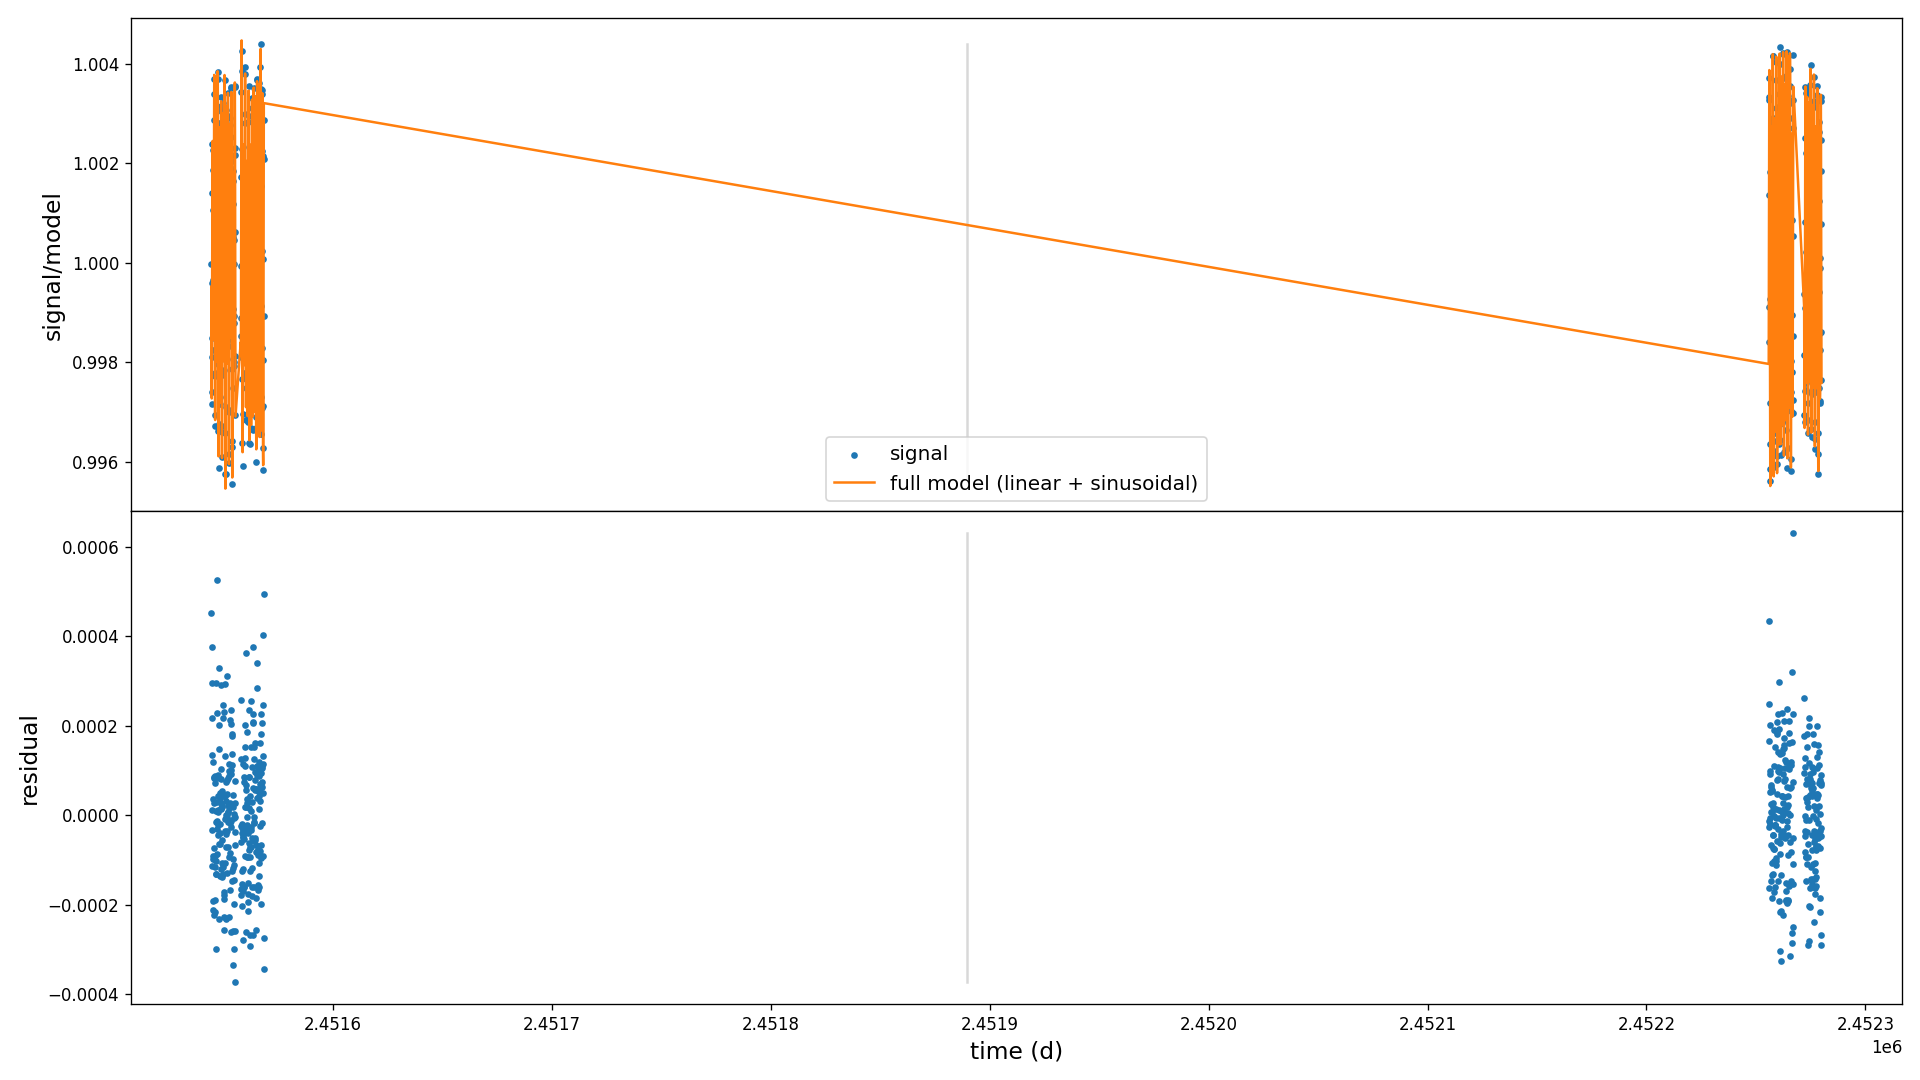 1.004
1.002
1.000
0.998
0.996
signal/model
signal
full model (linear + sinusoidal)
0.0006
0.0004
0.0002
0.0000
−0.0002
−0.0004
residual
2.4516 2.4517 2.4518 2.4519 2.4520 2.4521 2.4522 2.4523
1e6
time (d)